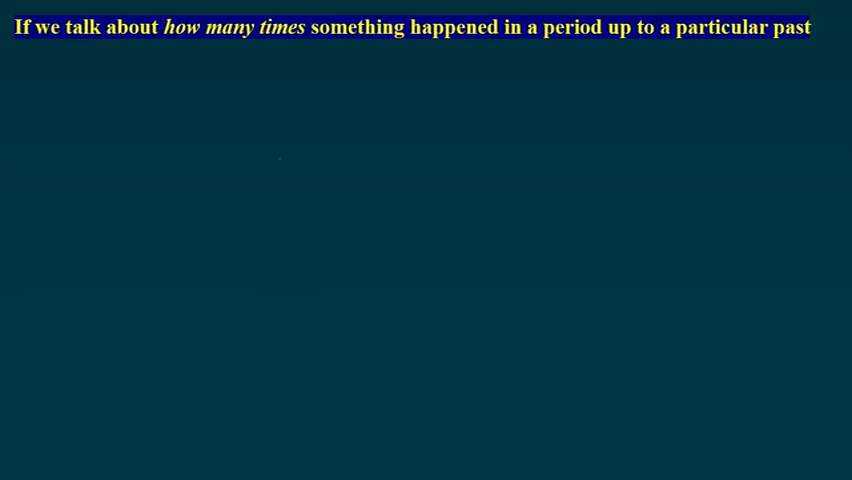 If we talk about how many times something happened in a period up to a particular past